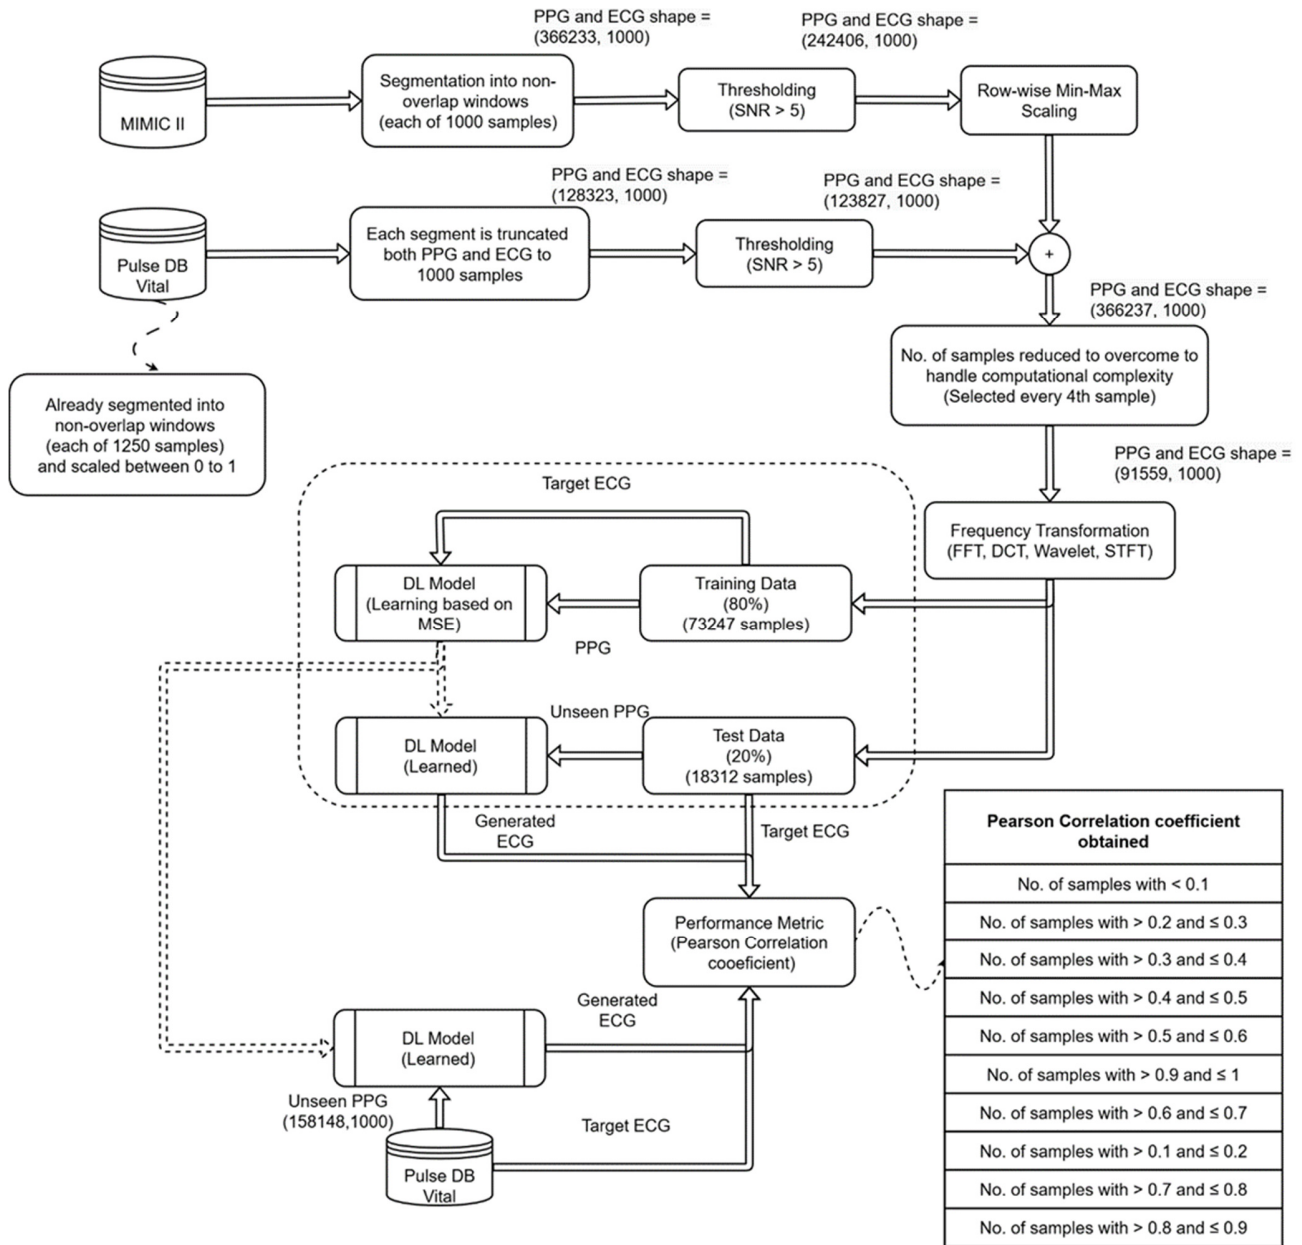 PPG and ECG shape =
(366233, 1000)
PPG and ECG shape =
(242406, 1000)
MIMIC II
Segmentation into non-
overlap windows
(each of 1000 samples)
Thresholding
(SNR > 5)
Row-wise Min-Max
Scaling
PPG and ECG shape =
(128323, 1000)
PPG and ECG shape =
(123827, 1000)
Pulse DB
Vital
Each segment is truncated
both PPG and ECG to
1000 samples
Thresholding
(SNR > 5)
+
PPG and ECG shape =
(366237, 1000)
No. of samples reduced to overcome to
handle computational complexity
(Selected every 4th sample)
Already segmented into
non-overlap windows
(each of 1250 samples)
and scaled between 0 to 1
PPG and ECG shape =
(91559, 1000)
Frequency Transformation
(FFT, DCT, Wavelet, STFT)
Target ECG
DL Model
(Learning based on
MSE)
Training Data
(80%)
(73247 samples)
PPG
Unseen PPG
DL Model
(Learned)
Test Data
(20%)
(18312 samples)
Generated
ECG
Target ECG
Performance Metric
(Pearson Correlation
cooeficient)
Generated
ECG
DL Model
(Learned)
Unseen PPG
(158148,1000)
Target ECG
Pulse DB
Vital
Pearson Correlation coefficient
obtained
No. of samples with < 0.1
No. of samples with > 0.2 and ≤ 0.3
No. of samples with > 0.3 and ≤ 0.4
No. of samples with > 0.4 and ≤ 0.5
No. of samples with > 0.5 and ≤ 0.6
No. of samples with > 0.9 and ≤ 1
No. of samples with > 0.6 and ≤ 0.7
No. of samples with > 0.1 and ≤ 0.2
No. of samples with > 0.7 and ≤ 0.8
No. of samples with > 0.8 and ≤ 0.9